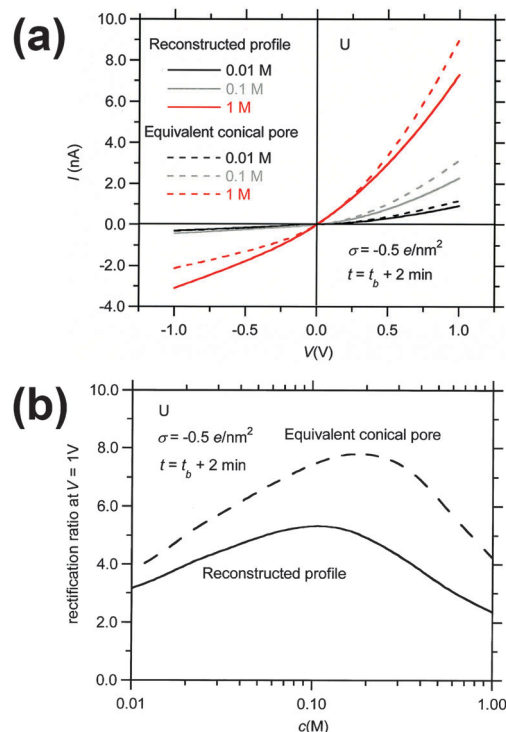 (a)
10.0
Reconstructed profile
U
8.0
0.01 M
0.1 M
1 M
6.0
Equivalent conical pore
0.01 M
4.0
0.1 M
1 M
2.0
I (nA)
0.0
σ = -0.5 e/nm²
-2.0
t = t_b + 2 min
-4.0
-1.0 -0.5 0.0 0.5 1.0
V(V)
(b)
10.0
U
σ = -0.5 e/nm²
Equivalent conical pore
8.0
t = t_b + 2 min
6.0
4.0
Reconstructed profile
2.0
0.0
rectification ratio at V = 1V
0.01 0.10 1.00
c(M)